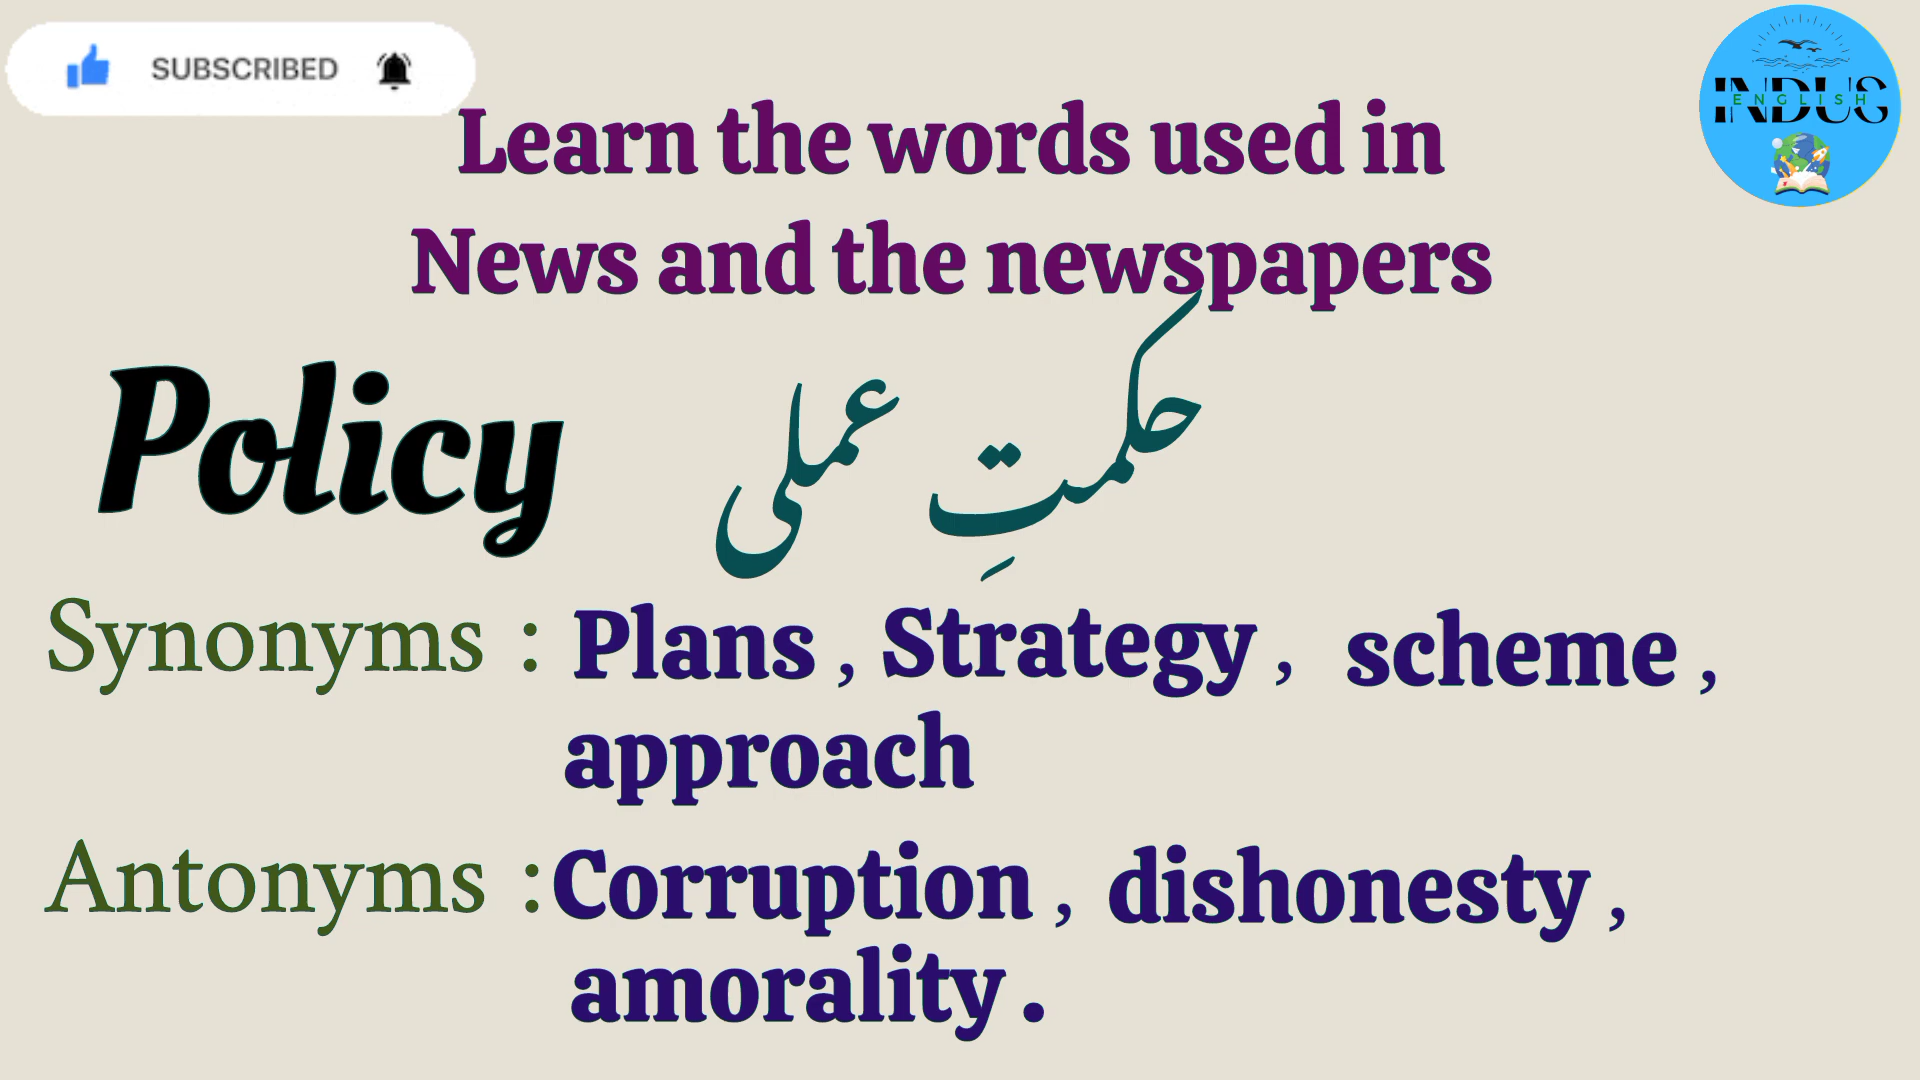 SUBSCRIBED
INDUS
ENGLISH
Learn the words used in
News and the newspapers
Policy حکمتِ عملی
Synonyms : Plans , Strategy , scheme ,
approach
Antonyms : Corruption , dishonesty ,
amorality .